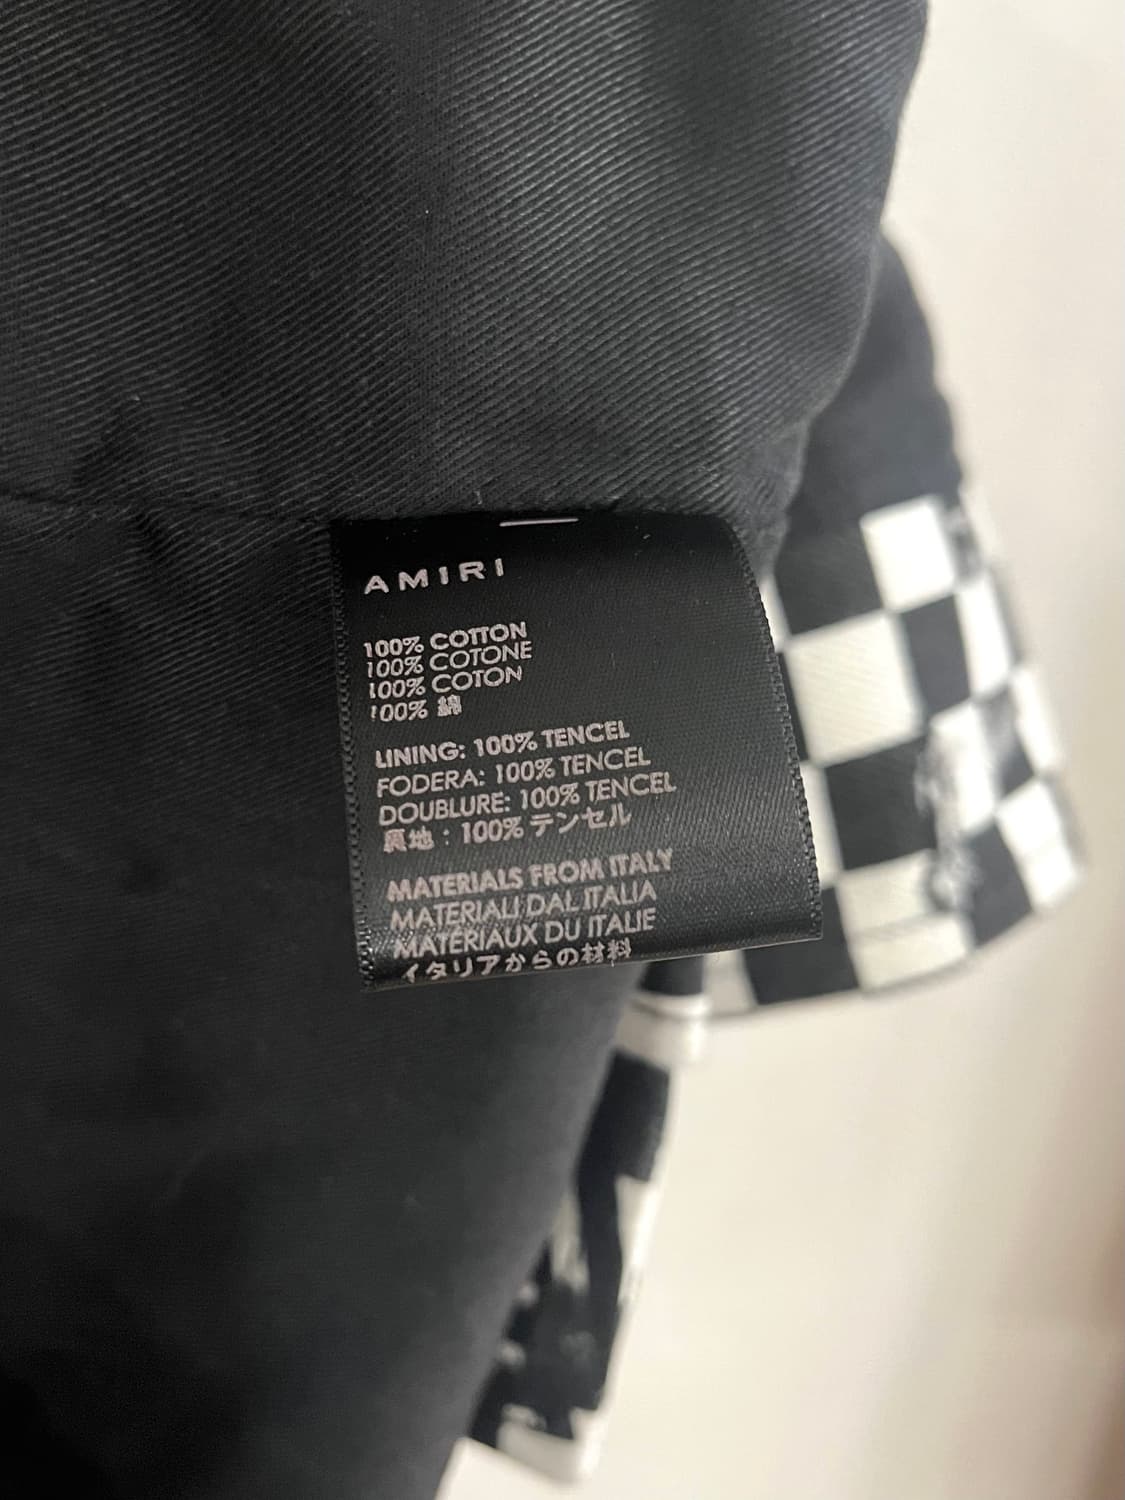 AMIRI
100% COTTON
100% COTONE
100% COTON
100% 綿
LINING: 100% TENCEL
FODERA: 100% TENCEL
DOUBLURE: 100% TENCEL
裏地：100% テンセル
MATERIALS FROM ITALY
MATERIALI DAL ITALIA
MATÉRIAUX DU ITALIE
イタリアからの材料